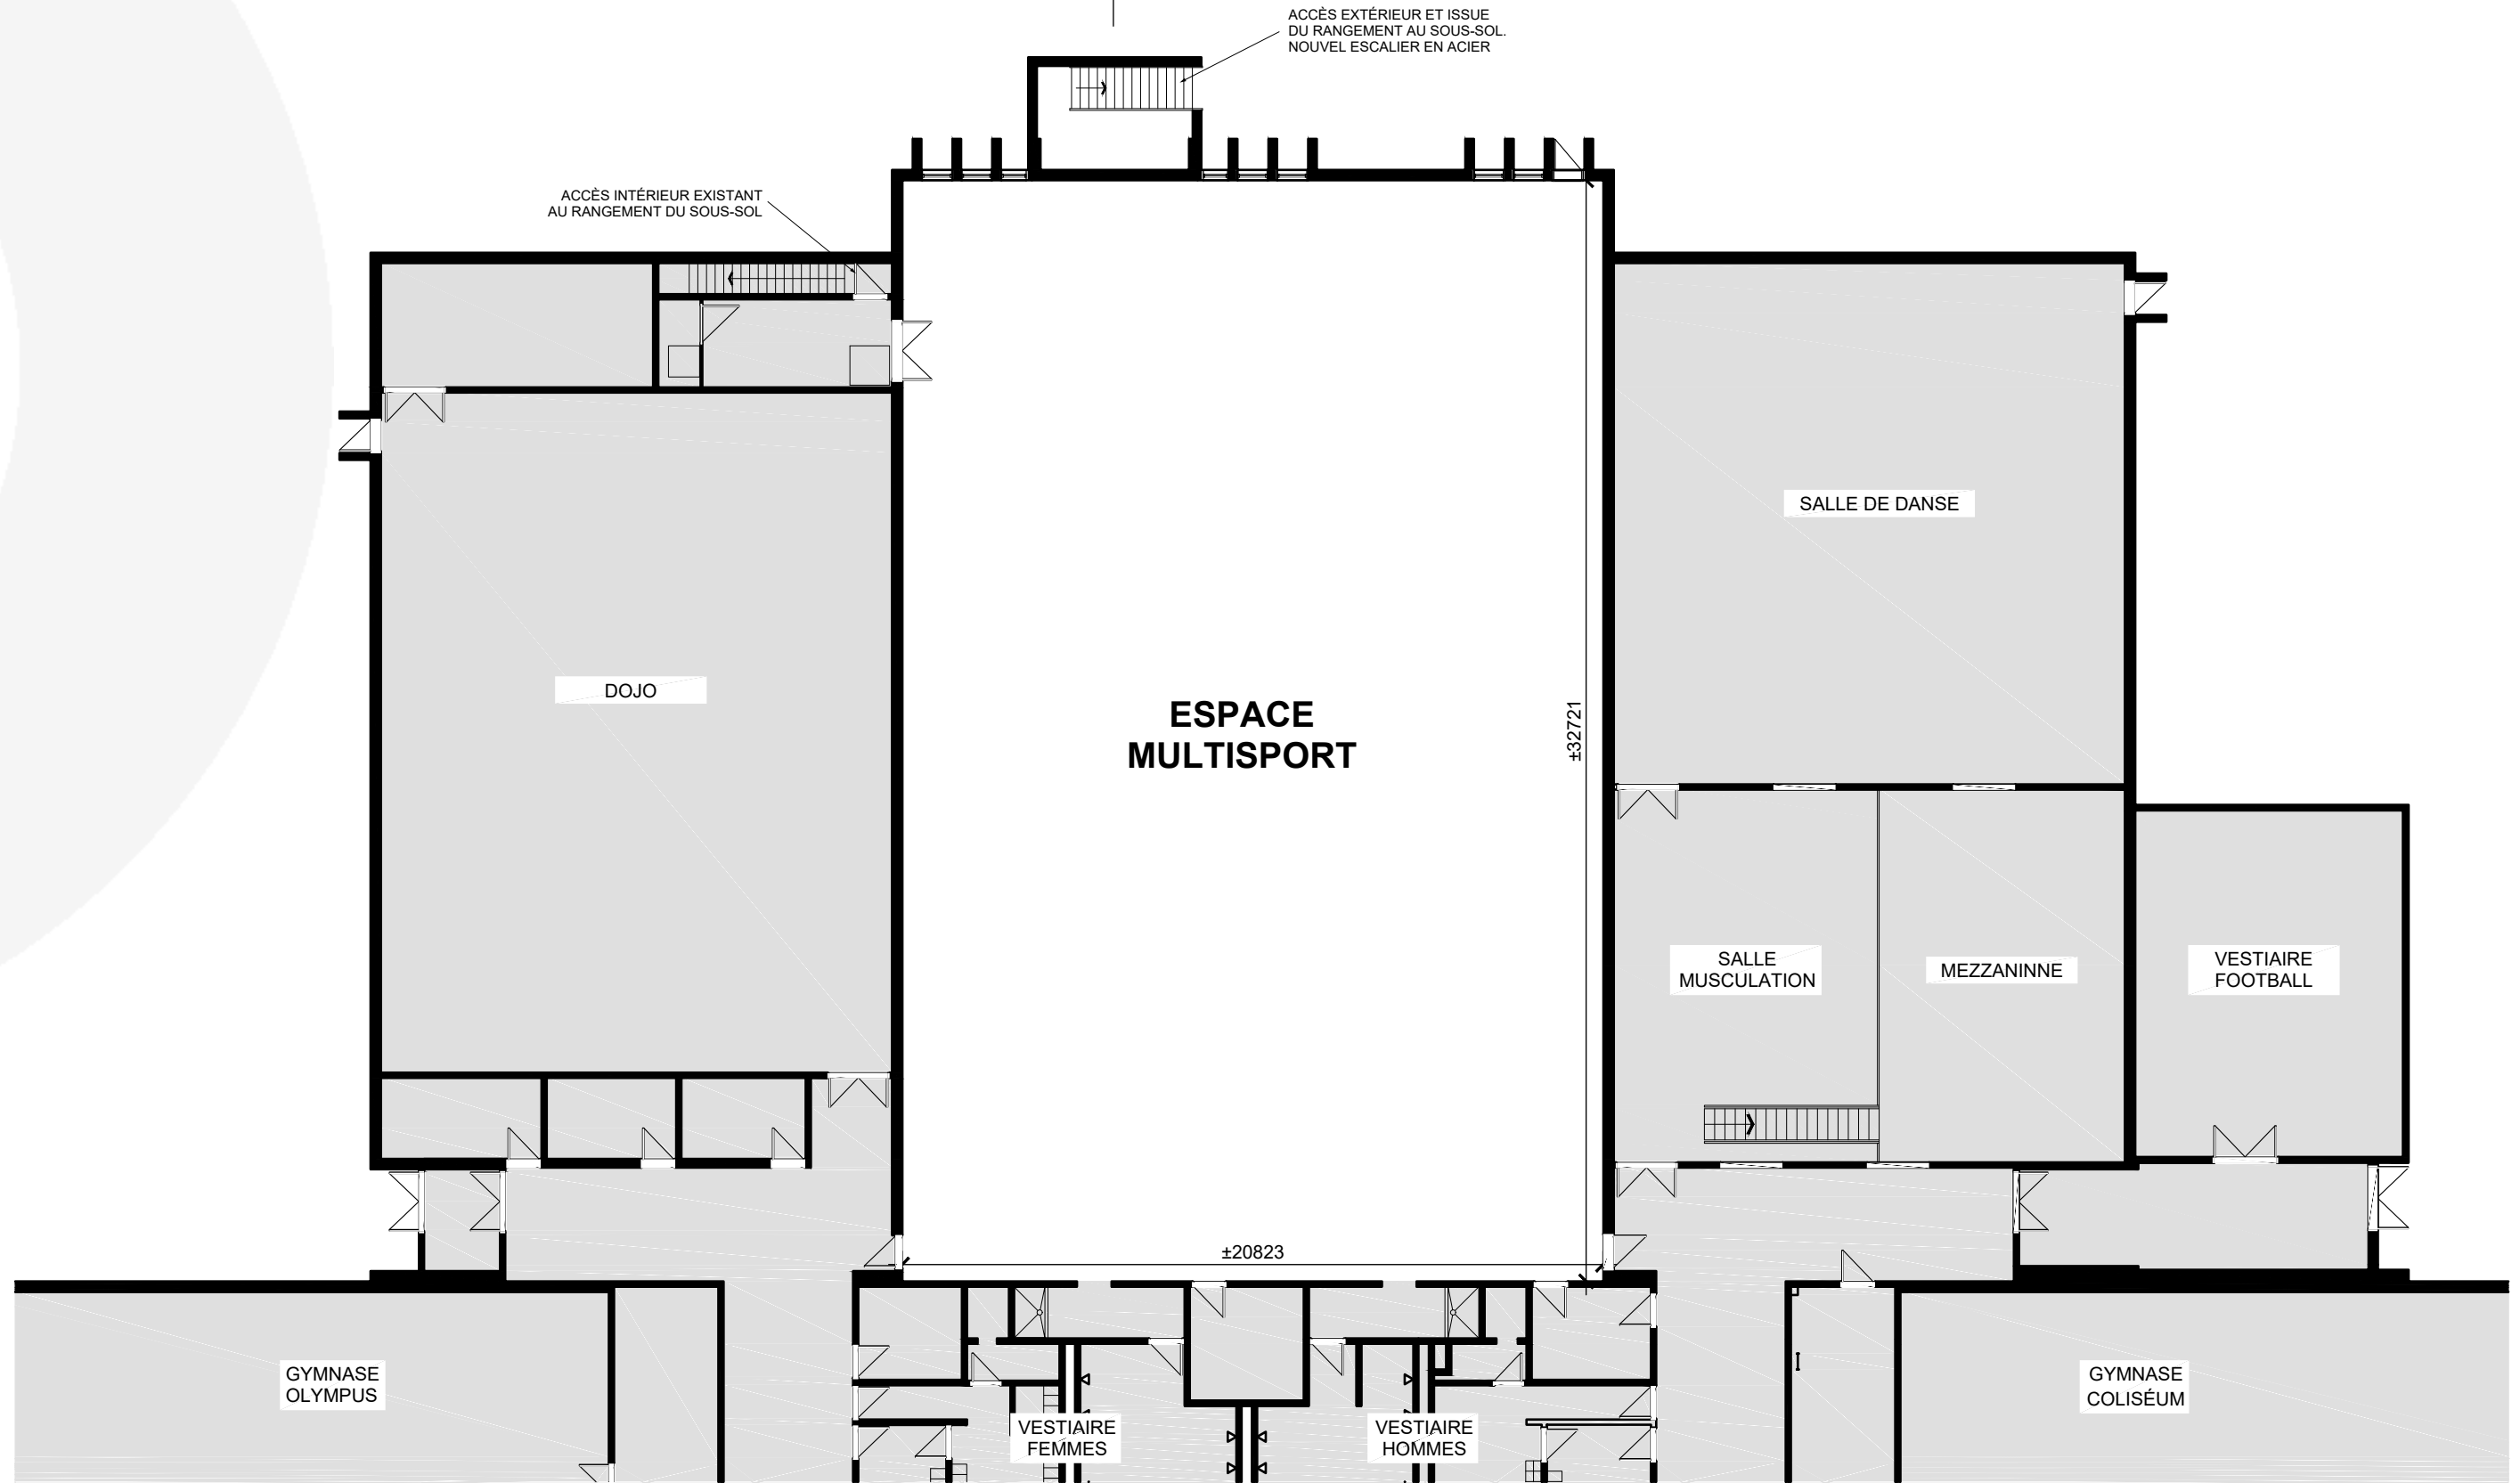 ACCÈS EXTÉRIEUR ET ISSUE
DU RANGEMENT AU SOUS-SOL.
NOUVEL ESCALIER EN ACIER
ACCÈS INTÉRIEUR EXISTANT
AU RANGEMENT DU SOUS-SOL
SALLE DE DANSE
DOJO
ESPACE
MULTISPORT
±32721
SALLE
MUSCULATION
MEZZANINNE
VESTIAIRE
FOOTBALL
±20823
GYMNASE
OLYMPUS
VESTIAIRE
FEMMES
VESTIAIRE
HOMMES
GYMNASE
COLISÉUM